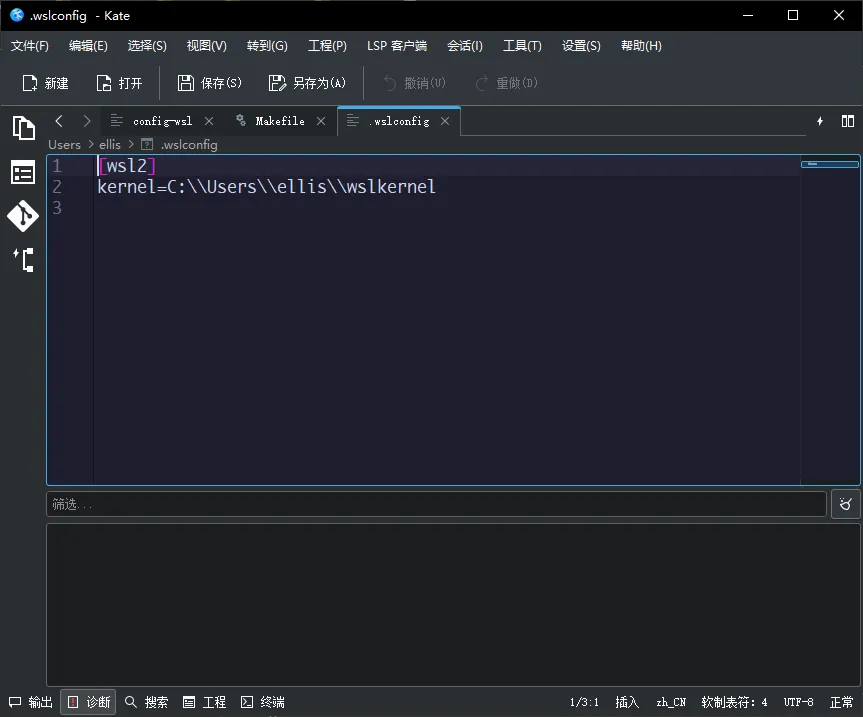 .wslconfig - Kate
文件(F) 编辑(E) 选择(S) 视图(V) 转到(G) 工程(P) LSP 客户端 会话(I) 工具(T) 设置(S) 帮助(H)
新建 打开 保存(S) 另存为(A) 撤销(U) 重做(D)
config-wsl Makefile .wslconfig
Users ellis .wslconfig
1 [wsl2]
2 kernel=C:\\Users\\ellis\\wslkernel
3
筛选...
输出 诊断 搜索 工程 终端 1/3:1 插入 zh_CN 软制表符: 4 UTF-8 正常